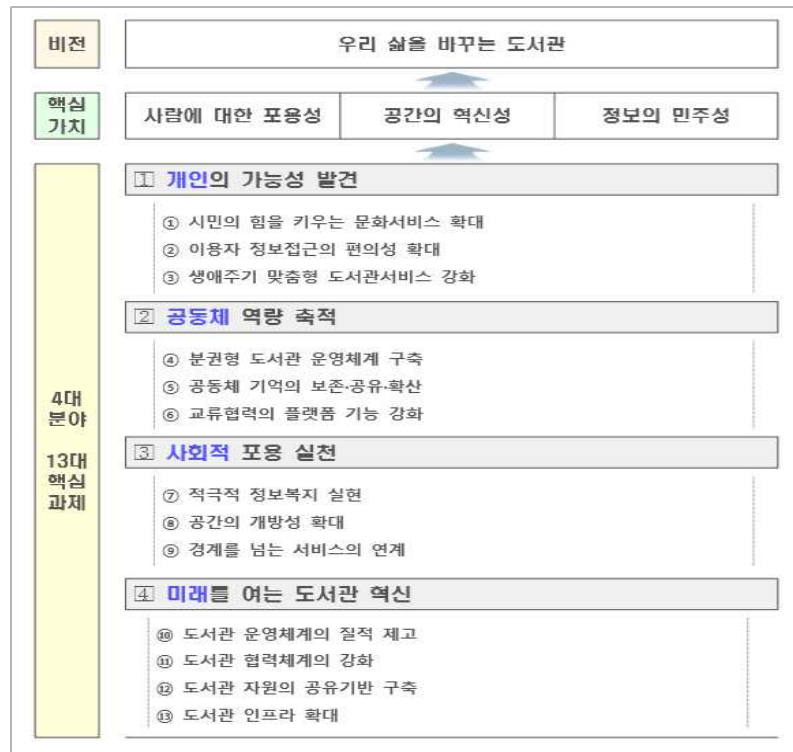 비전
우리 삶을 바꾸는 도서관
핵심
가치
사람에 대한 포용성
공간의 혁신성
정보의 민주성
4대
분야
13대
핵심
과제
1 개인의 가능성 발견
① 시민의 힘을 키우는 문화서비스 확대
② 이용자 정보접근의 편의성 확대
③ 생애주기 맞춤형 도서관서비스 강화
2 공동체 역량 축적
④ 분권형 도서관 운영체계 구축
⑤ 공동체 기억의 보존·공유·확산
⑥ 교류협력의 플랫폼 기능 강화
3 사회적 포용 실천
⑦ 적극적 정보복지 실현
⑧ 공간의 개방성 확대
⑨ 경계를 넘는 서비스의 연계
4 미래를 여는 도서관 혁신
⑩ 도서관 운영체계의 질적 제고
⑪ 도서관 협력체계의 강화
⑫ 도서관 자원의 공유기반 구축
⑬ 도서관 인프라 확대